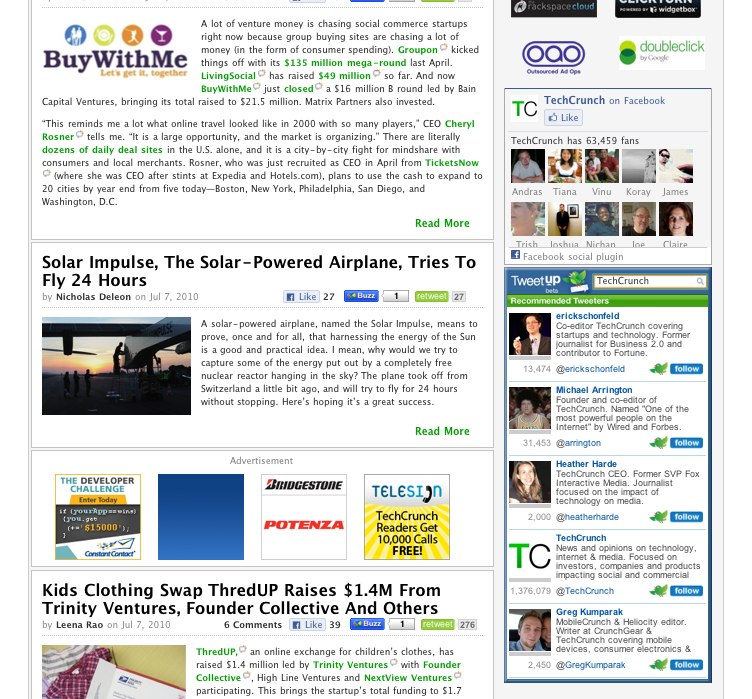 BuyWithMe
Let's get it, together
A lot of venture money is chasing social commerce startups
right now because group buying sites are chasing a lot of
money (in the form of consumer spending). Groupon kicked
things off with its $135 million mega-round last April.
LivingSocial has raised $49 million so far. And now
BuyWithMe just closed a $16 million B round led by Bain
Capital Ventures, bringing its total raised to $21.5 million. Matrix Partners also invested.
“This reminds me a lot what online travel looked like in 2000 with so many players,” CEO Cheryl
Rosner tells me. “It is a large opportunity, and the market is organizing.” There are literally
dozens of daily deal sites in the U.S. alone, and it is a city-by-city fight for mindshare with
consumers and local merchants. Rosner, who was just recruited as CEO in April from TicketsNow
(where she was CEO after stints at Expedia and Hotels.com), plans to use the cash to expand to
20 cities by year end from five today—Boston, New York, Philadelphia, San Diego, and
Washington, D.C.
Read More
Solar Impulse, The Solar-Powered Airplane, Tries To
Fly 24 Hours
by Nicholas Deleon on Jul 7, 2010
Like 27 Buzz 1 retweet 27
A solar-powered airplane, named the Solar Impulse, means to
prove, once and for all, that harnessing the energy of the Sun
is a good and practical idea. I mean, why would we try to
capture some of the energy put out by a completely free
nuclear reactor hanging in the sky? The plane took off from
Switzerland a little bit ago, and will try to fly for 24 hours
without stopping. Here's hoping it's a great success.
Read More
Advertisement
THE DEVELOPER
CHALLENGE
Enter Today
if (yourApp==wins)
{you.get
(+='$15000');
}
Constant Contact
BRIDGESTONE
POTENZA
TELESIGN
TechCrunch
Readers Get
10,000 Calls
FREE!
Kids Clothing Swap ThredUP Raises $1.4M From
Trinity Ventures, Founder Collective And Others
by Leena Rao on Jul 7, 2010
6 Comments Like 39 Buzz 1 retweet 276
ThredUP, an online exchange for children's clothes, has
raised $1.4 million led by Trinity Ventures with Founder
Collective, High Line Ventures and NextView Ventures
participating. This brings the startup's total funding to $1.7
rackspacecloud
CLICKTURN
POWERED BY widgetbox
oao
Outsourced Ad Ops
doubleclick
by Google
TC
TechCrunch on Facebook
Like
TechCrunch has 63,459 fans
Andras Tiana Vinu Koray James
Trish Joshua Nichan Joe Claire
Facebook social plugin
TweetUp
beta
TechCrunch
Recommended Tweeters
erickschonfeld
Co-editor TechCrunch covering
startups and technology. Former
journalist for Business 2.0 and
contributor to Fortune.
13,474 @erickschonfeld follow
Michael Arrington
Founder and co-editor of
TechCrunch. Named "One of the
most powerful people on the
Internet" by Wired and Forbes.
31,453 @arrington follow
Heather Harde
TechCrunch CEO. Former SVP Fox
Interactive Media. Journalist
focused on the impact of
technology on media.
2,000 @heatherharde follow
TC
TechCrunch
News and opinions on technology,
internet & media. Focused on
investors, companies and products
impacting social and commercial
1,376,079 @TechCrunch follow
Greg Kumparak
MobileCrunch & Heliocity editor.
Writer at CrunchGear &
TechCrunch covering mobile
devices, consumer electronics &
2,450 @GregKumparak follow